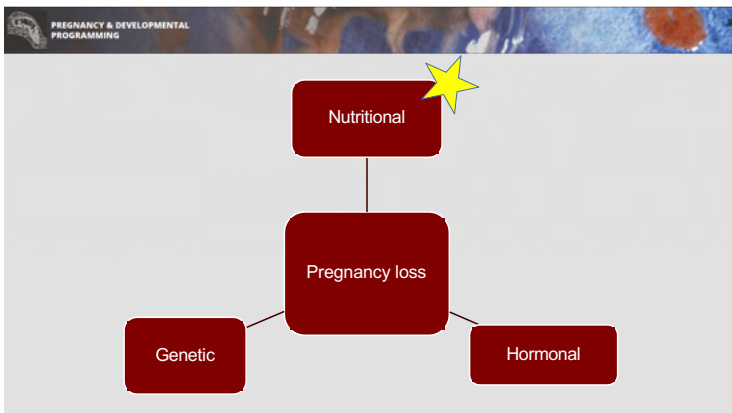 PREGNANCY & DEVELOPMENTAL
PROGRAMMING
Nutritional
Pregnancy loss
Genetic
Hormonal